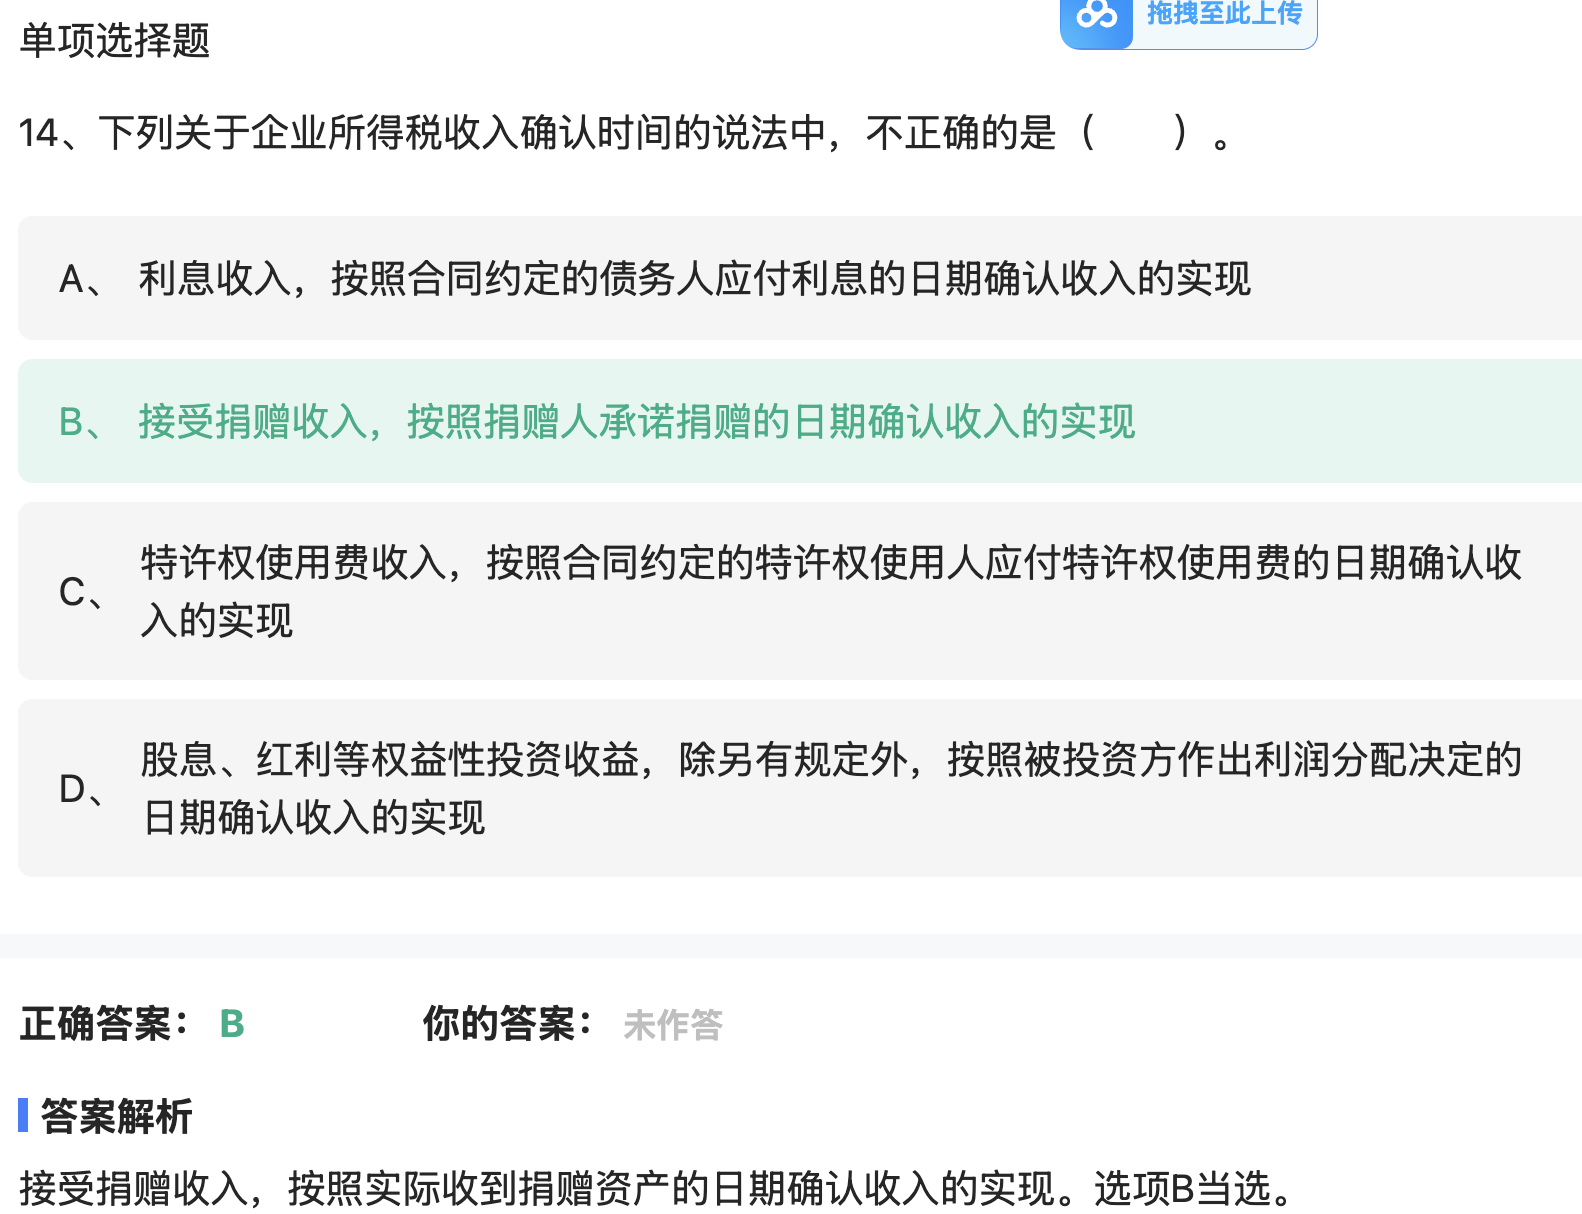 拖拽至此上传
单项选择题
14、下列关于企业所得税收入确认时间的说法中，不正确的是（　　）。
A、 利息收入，按照合同约定的债务人应付利息的日期确认收入的实现
B、 接受捐赠收入，按照捐赠人承诺捐赠的日期确认收入的实现
C、 特许权使用费收入，按照合同约定的特许权使用人应付特许权使用费的日期确认收
入的实现
D、 股息、红利等权益性投资收益，除另有规定外，按照被投资方作出利润分配决定的
日期确认收入的实现
正确答案： B 你的答案： 未作答
答案解析
接受捐赠收入，按照实际收到捐赠资产的日期确认收入的实现。选项B当选。